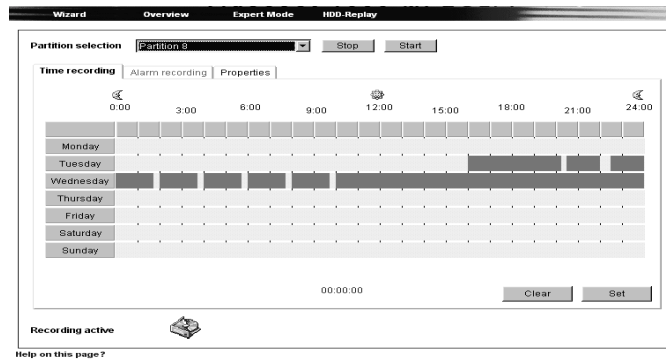 Wizard Overview Expert Mode HDD-Replay
Partition selection Partition 8 Stop Start
Time recording Alarm recording Properties
0:00 3:00 6:00 9:00 12:00 15:00 18:00 21:00 24:00
Monday
Tuesday
Wednesday
Thursday
Friday
Saturday
Sunday
00:00:00 Clear Set
Recording active
Help on this page?